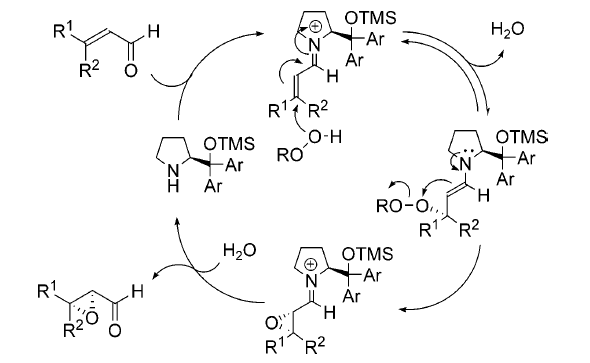 R1 H
R2 O
⊕ OTMS
N Ar
Ar
H
R1 R2
O-H
RO O
H2O
OTMS
N H Ar
Ar
OTMS
N Ar
Ar
H
RO-O
R1 R2
H2O
⊕ OTMS
N Ar
Ar
H
O
R1 R2
R1 H
R2 O O